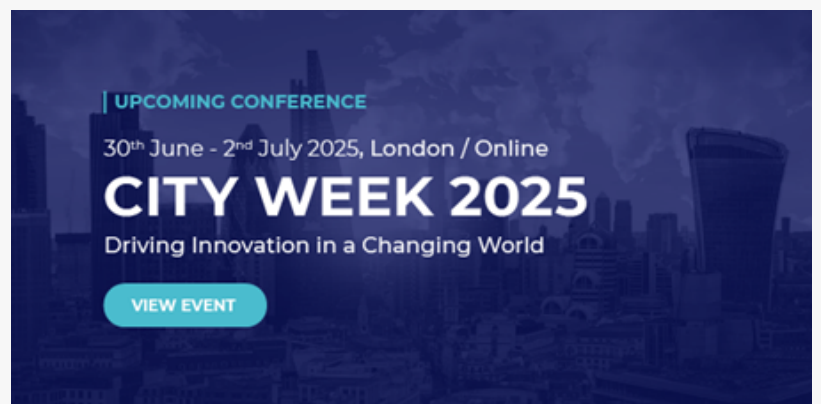 UPCOMING CONFERENCE
30th June - 2nd July 2025, London / Online
CITY WEEK 2025
Driving Innovation in a Changing World
VIEW EVENT